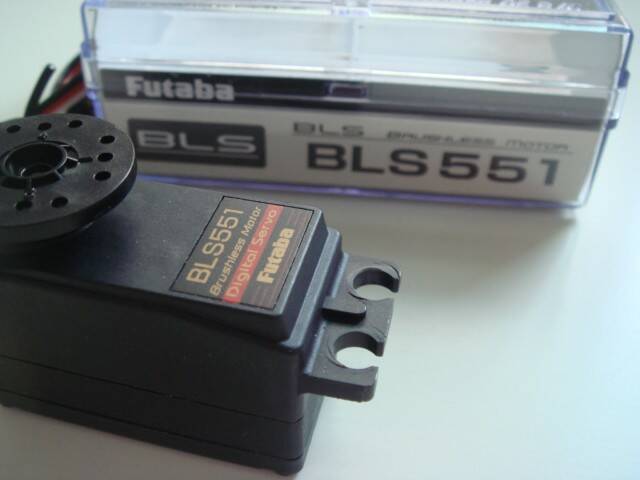 Futaba
BLS
BLS BRUSHLESS MOTOR
BLS551
BLS551
Brushless Motor
Digital Servo
Futaba